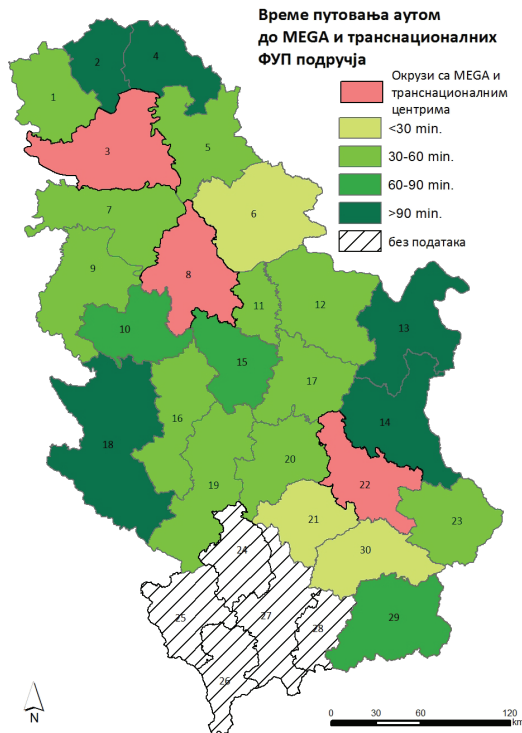 Време путовања аутом
до MEGA и транснационалних
ФУП подручја
Окрузи са MEGA и
транснационалним
центрима
<30 min.
30-60 min.
60-90 min.
>90 min.
без података
1
2
4
3
5
6
7
8
9
10
11
12
13
14
15
16
17
18
19
20
21
22
23
24
25
26
27
28
29
30
N
0 30 60 120
km